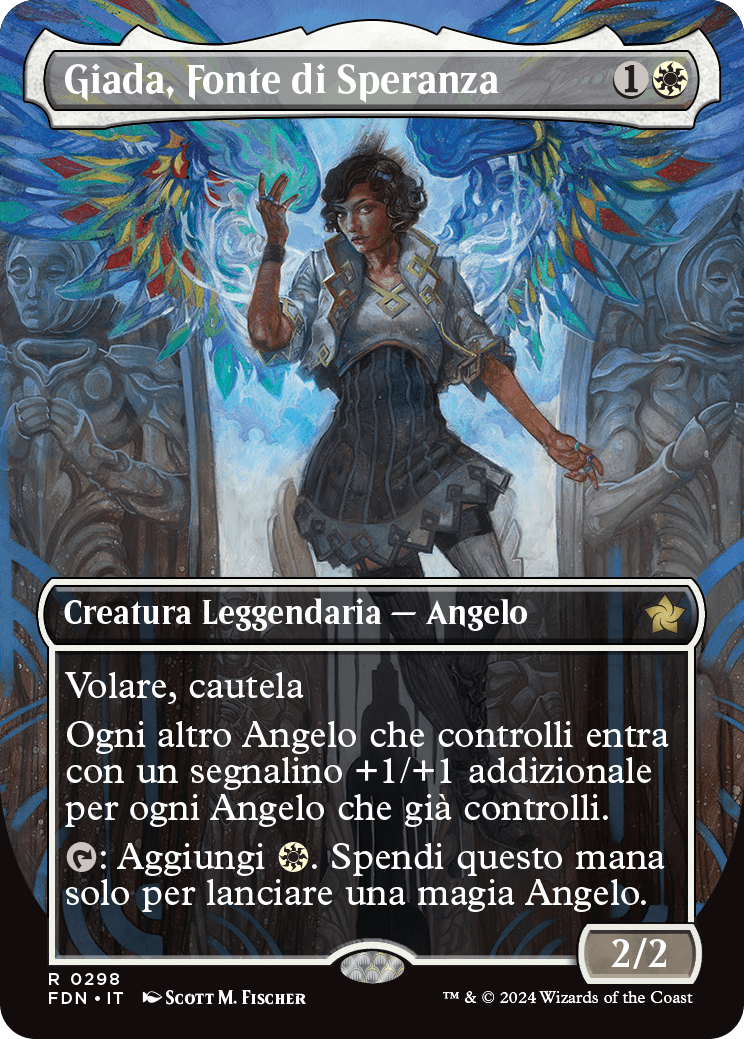 Giada, Fonte di Speranza 1
Creatura Leggendaria — Angelo
Volare, cautela
Ogni altro Angelo che controlli entra
con un segnalino +1/+1 addizionale
per ogni Angelo che già controlli.
: Aggiungi . Spendi questo mana
solo per lanciare una magia Angelo.
2/2
R 0298
FDN • IT Scott M. Fischer
™ & © 2024 Wizards of the Coast